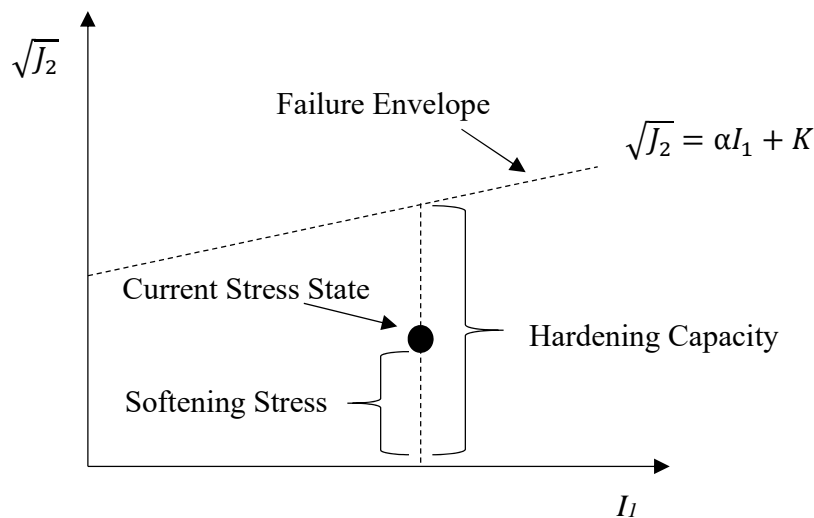 √J₂
Failure Envelope
√J₂ = αI₁ + K
Current Stress State
Hardening Capacity
Softening Stress
I₁